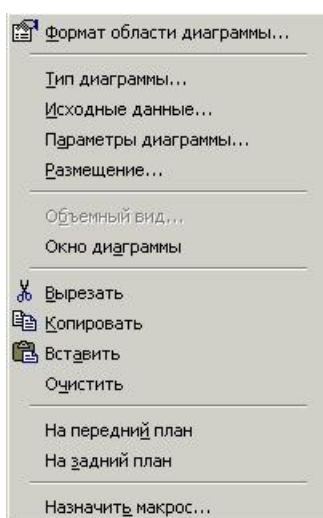 Формат области диаграммы...
Тип диаграммы...
Исходные данные...
Параметры диаграммы...
Размещение...
Объемный вид...
Окно диаграммы
Вырезать
Копировать
Вставить
Очистить
На передний план
На задний план
Назначить макрос...